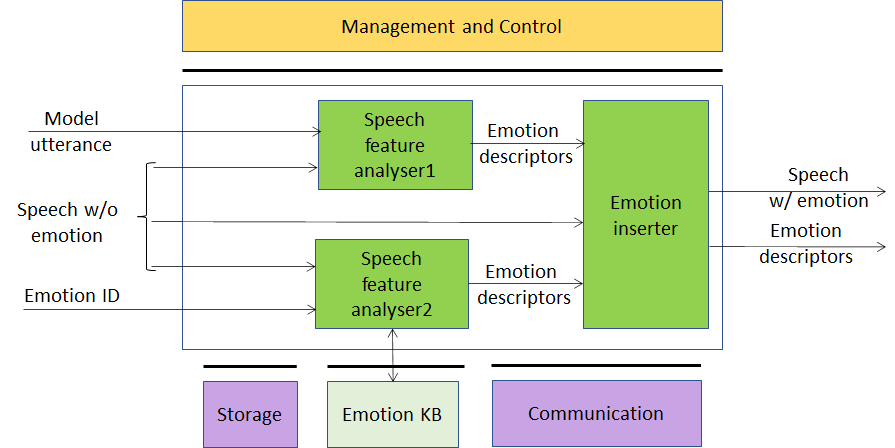 Management and Control
Model
utterance
Speech
feature
analyser1
Emotion
descriptors
Speech w/o
emotion
Emotion
inserter
Speech
w/ emotion
Emotion
descriptors
Speech
feature
analyser2
Emotion
descriptors
Emotion ID
Storage
Emotion KB
Communication